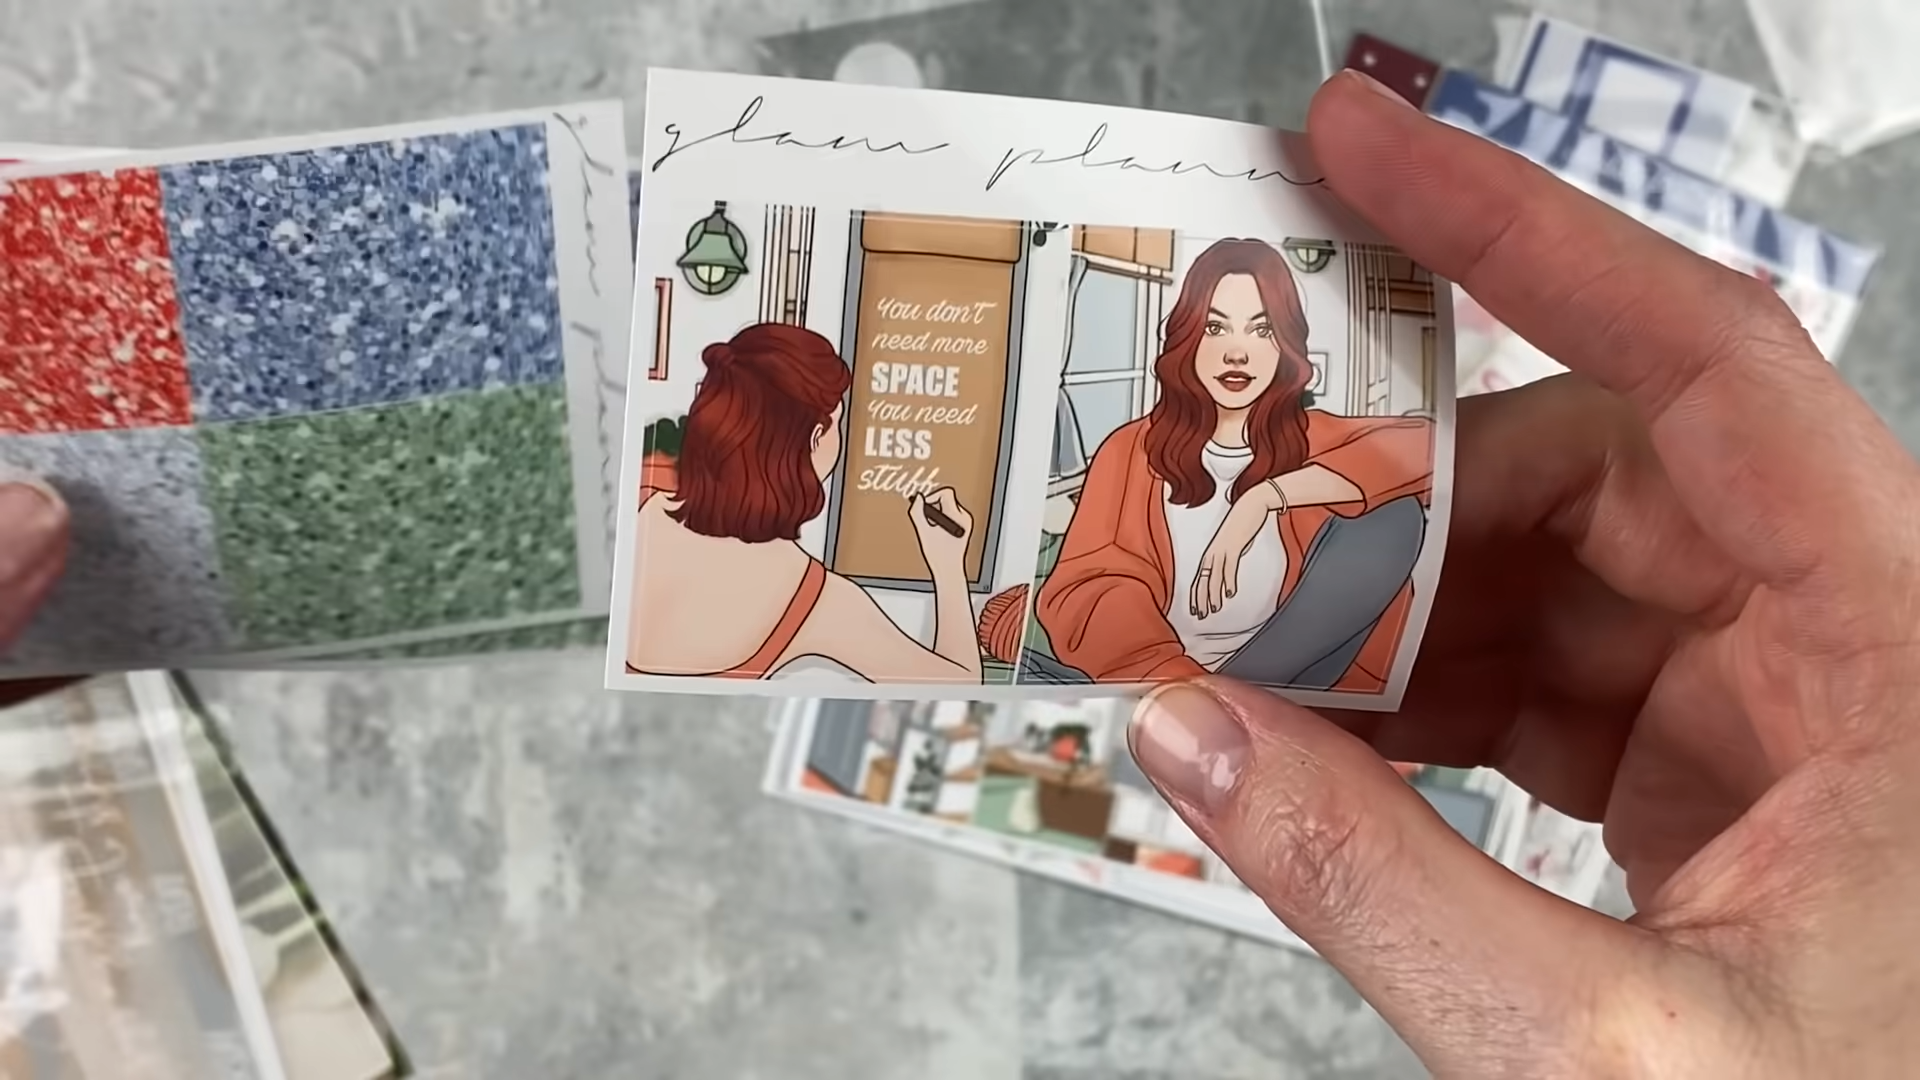 glam plann
You don't
need more
SPACE
You need
LESS
stuff